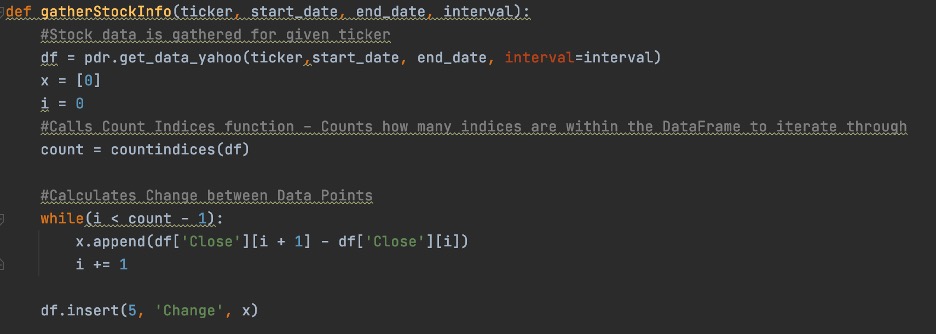 def gatherStockInfo(ticker, start_date, end_date, interval):
#Stock data is gathered for given ticker
df = pdr.get_data_yahoo(ticker,start_date, end_date, interval=interval)
x = [0]
i = 0
#Calls Count Indices function - Counts how many indices are within the DataFrame to iterate through
count = countindices(df)
#Calculates Change between Data Points
while(i < count - 1):
x.append(df['Close'][i + 1] - df['Close'][i])
i += 1
df.insert(5, 'Change', x)